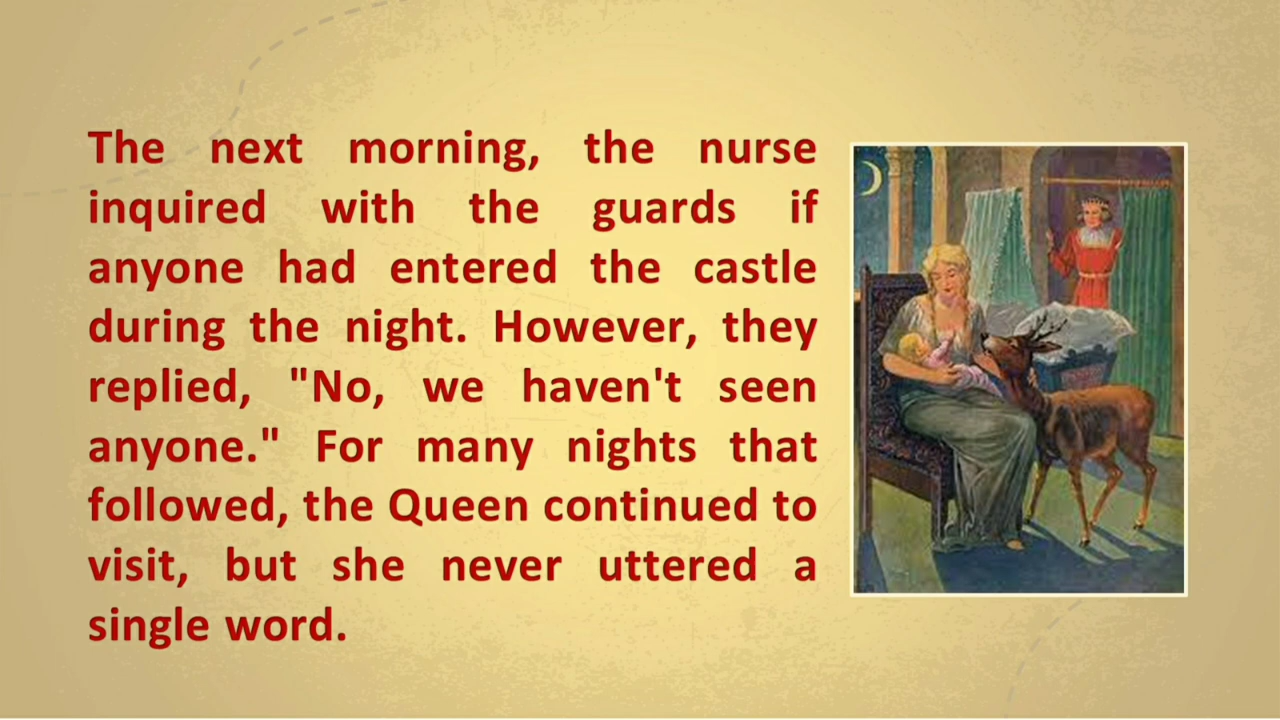 The next morning, the nurse
inquired with the guards if
anyone had entered the castle
during the night. However, they
replied, "No, we haven't seen
anyone." For many nights that
followed, the Queen continued to
visit, but she never uttered a
single word.